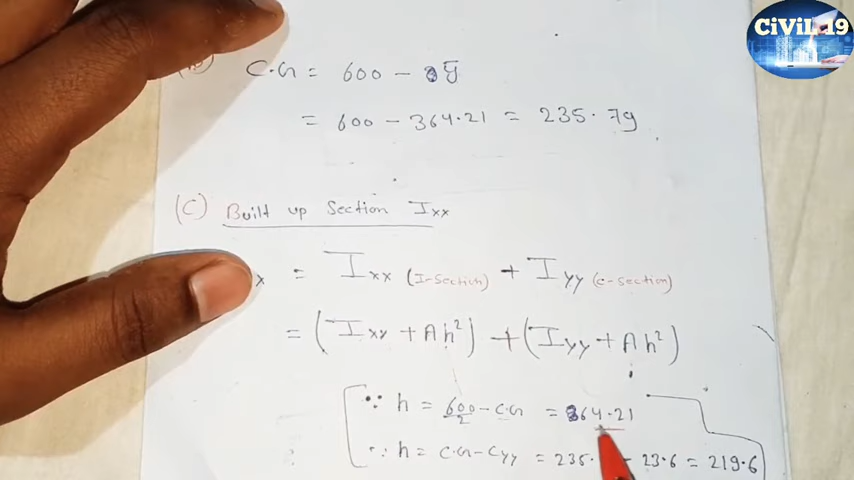 CiViL 19
C.G = 600 - ȳ
= 600 - 364.21 = 235.79
(C) Built up Section Ixx
x = Ixx (I-Section) + Iyy (C-section)
= (Ixx + Ah²) + (Iyy + Ah²)
∵ h = 600/2 - C.G = 364.21
∴ h = C.G - Cyy = 235. - 23.6 = 219.6